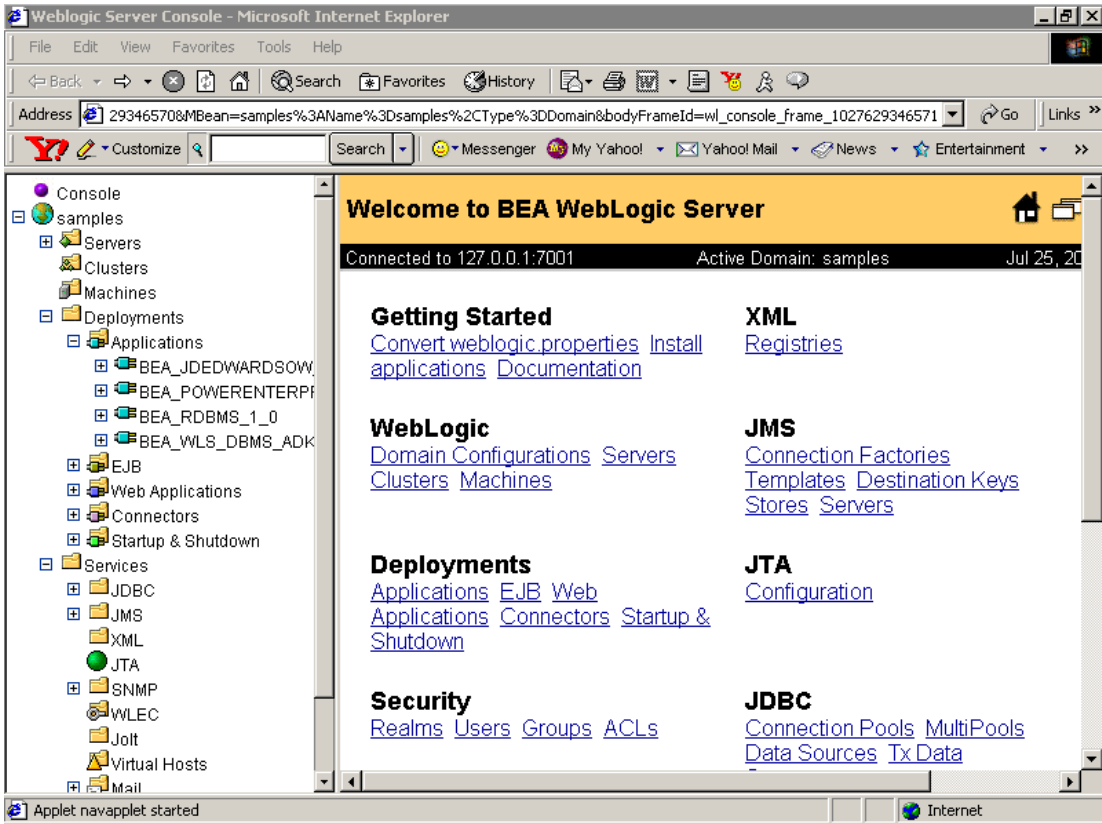 Weblogic Server Console - Microsoft Internet Explorer
File Edit View Favorites Tools Help
Back Search Favorites History
Address 29346570&MBean=samples%3AName%3Dsamples%2CType%3DDomain&bodyFrameId=wl_console_frame_1027629346571 Go Links »
Y! Customize Search Messenger My Yahoo! Yahoo! Mail News Entertainment »
Console
samples
Servers
Clusters
Machines
Deployments
Applications
BEA_JDEDWARDSOW_
BEA_POWERENTERPR
BEA_RDBMS_1_0
BEA_WLS_DBMS_ADK
EJB
Web Applications
Connectors
Startup & Shutdown
Services
JDBC
JMS
XML
JTA
SNMP
WLEC
Jolt
Virtual Hosts
Mail
Welcome to BEA WebLogic Server
Connected to 127.0.0.1:7001 Active Domain: samples Jul 25, 20
Getting Started
Convert weblogic.properties Install
applications Documentation
XML
Registries
WebLogic
Domain Configurations Servers
Clusters Machines
JMS
Connection Factories
Templates Destination Keys
Stores Servers
Deployments
Applications EJB Web
Applications Connectors Startup &
Shutdown
JTA
Configuration
Security
Realms Users Groups ACLs
JDBC
Connection Pools MultiPools
Data Sources Tx Data
Applet navapplet started Internet